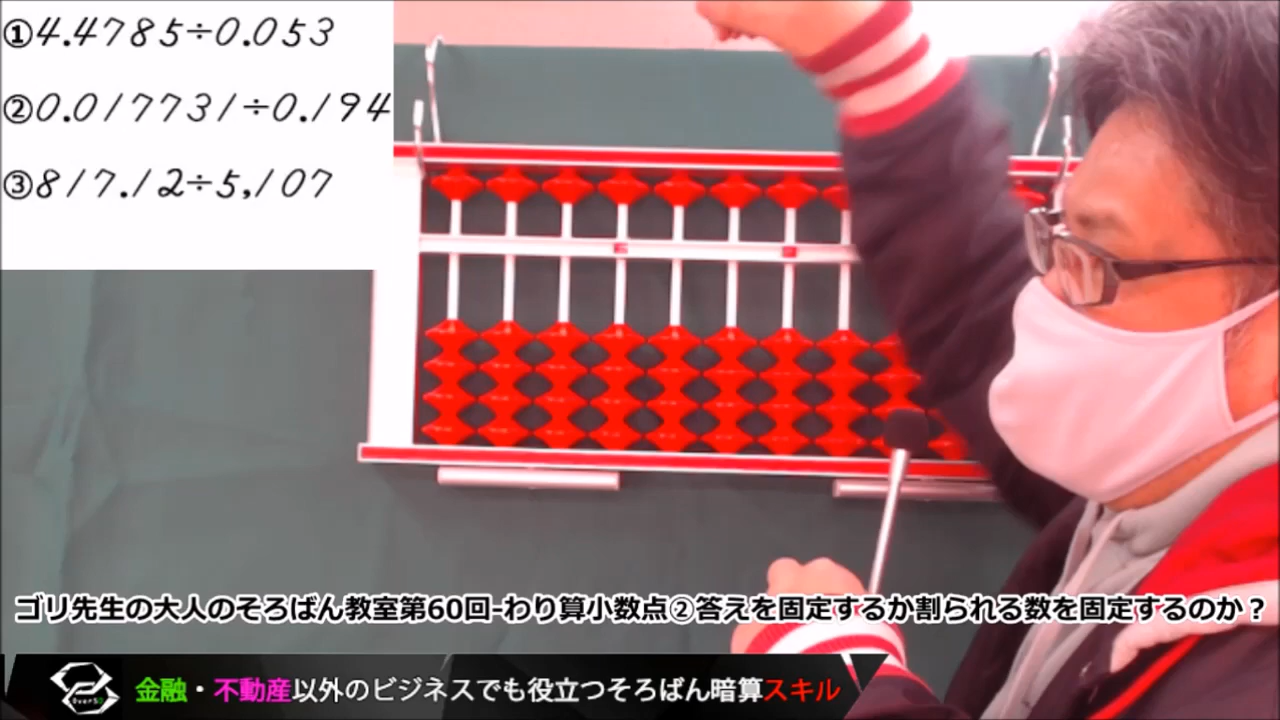 ①4.4785÷0.053
②0.017731÷0.194
③817.12÷5,107
ゴリ先生の大人のそろばん教室第60回-わり算小数点②答えを固定するか割られる数を固定するのか?
金融・不動産以外のビジネスでも役立つそろばん暗算スキル